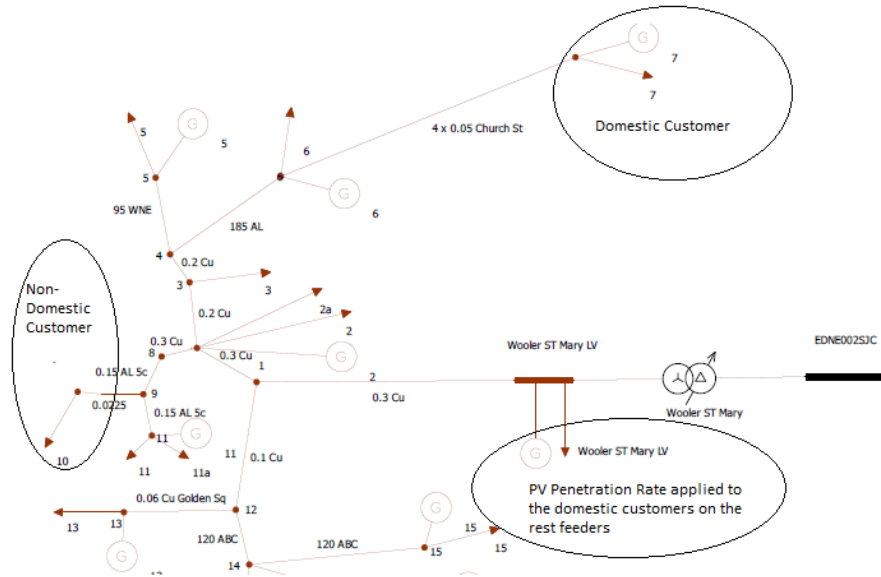 G
7
7
4 x 0.05 Church St
Domestic Customer
5
G
5
5
6
6
G
6
95 WNE
185 AL
4
0.2 Cu
3
3
0.2 Cu
2a
2
Non-
Domestic
Customer
0.3 Cu
8
0.3 Cu
G
1
Wooler ST Mary LV
EDNE002SJC
2
0.3 Cu
Wooler ST Mary
0.15 AL 5c
0.0225
9
0.15 AL 5c
10
11
G
11
11a
11
0.1 Cu
G
Wooler ST Mary LV
PV Penetration Rate applied to
the domestic customers on the
rest feeders
0.06 Cu Golden Sq
13
13
12
G
120 ABC
14
120 ABC
G
15
15
15